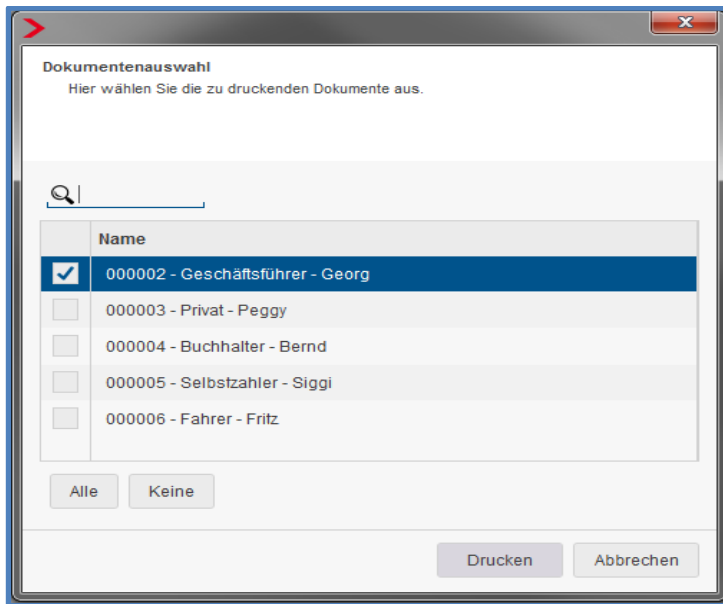 Dokumentenauswahl
Hier wählen Sie die zu druckenden Dokumente aus.
Name
000002 - Geschäftsführer - Georg
000003 - Privat - Peggy
000004 - Buchhalter - Bernd
000005 - Selbstzahler - Siggi
000006 - Fahrer - Fritz
Alle Keine
Drucken Abbrechen